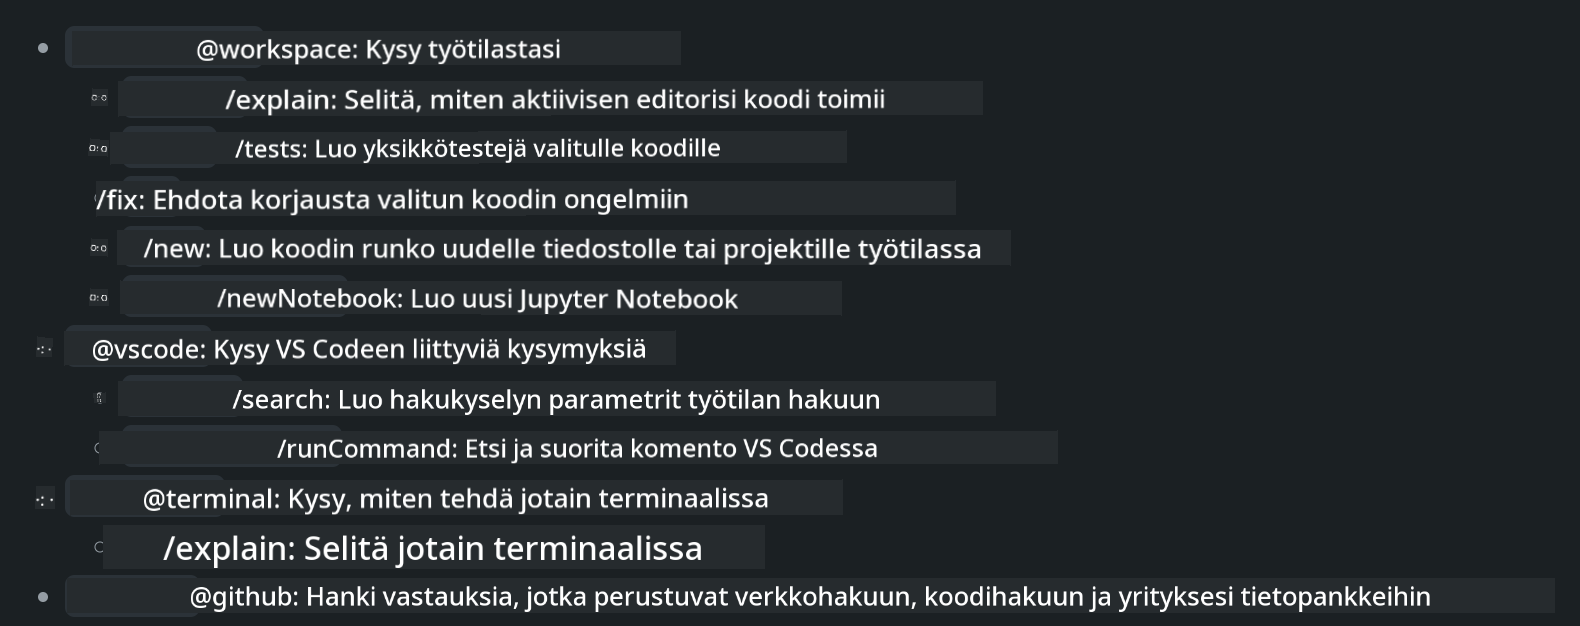 @workspace: Kysy työtilastasi
/explain: Selitä, miten aktiivisen editorisi koodi toimii
/tests: Luo yksikkötestejä valitulle koodille
/fix: Ehdota korjausta valitun koodin ongelmiin
/new: Luo koodin runko uudelle tiedostolle tai projektille työtilassa
/newNotebook: Luo uusi Jupyter Notebook
@vscode: Kysy VS Codeen liittyviä kysymyksiä
/search: Luo hakukyselyn parametrit työtilan hakuun
/runCommand: Etsi ja suorita komento VS Codessa
@terminal: Kysy, miten tehdä jotain terminaalissa
/explain: Selitä jotain terminaalissa
@github: Hanki vastauksia, jotka perustuvat verkkohakuun, koodihakuun ja yrityksesi tietopankkeihin